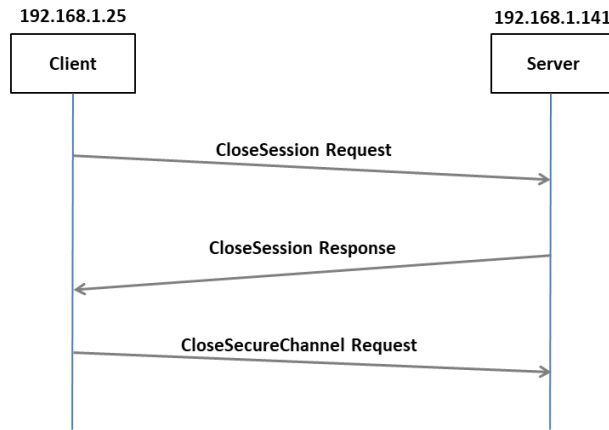 192.168.1.25
192.168.1.141
Client
Server
CloseSession Request
CloseSession Response
CloseSecureChannel Request